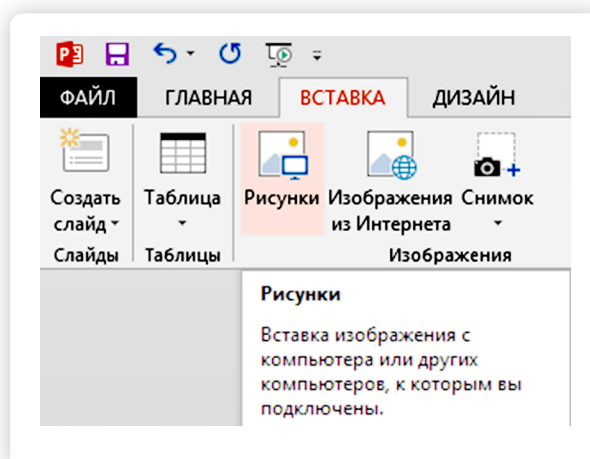 ФАЙЛ ГЛАВНАЯ ВСТАВКА ДИЗАЙН
Создать слайд
Таблица
Рисунки
Изображения из Интернета
Снимок
Слайды Таблицы Изображения
Рисунки
Вставка изображения с
компьютера или других
компьютеров, к которым вы
подключены.